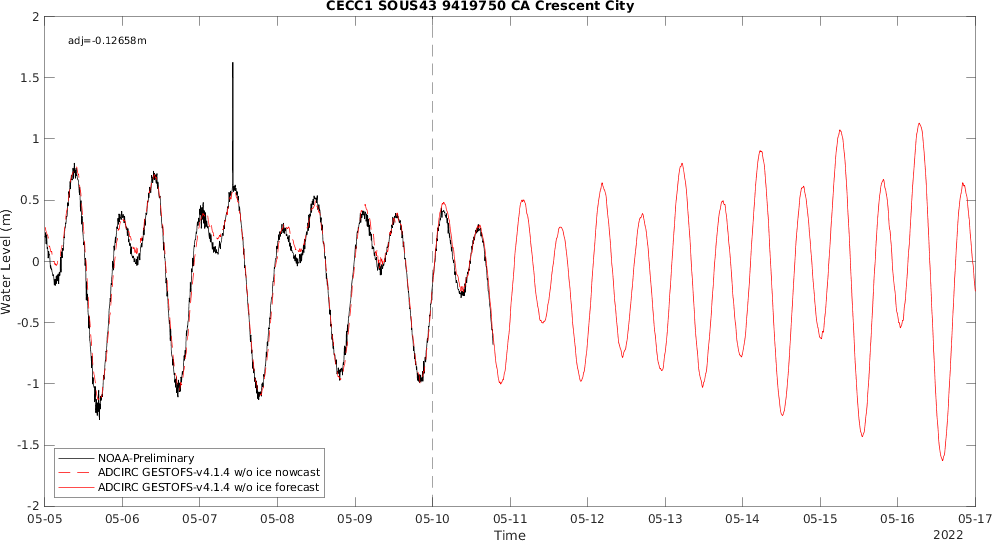 CECC1 SOUS43 9419750 CA Crescent City
adj=-0.12658m
2
1.5
1
0.5
0
-0.5
-1
-1.5
-2
Water Level (m)
NOAA-Preliminary
ADCIRC GESTOFS-v4.1.4 w/o ice nowcast
ADCIRC GESTOFS-v4.1.4 w/o ice forecast
05-05 05-06 05-07 05-08 05-09 05-10 05-11 05-12 05-13 05-14 05-15 05-16 05-17
Time
2022